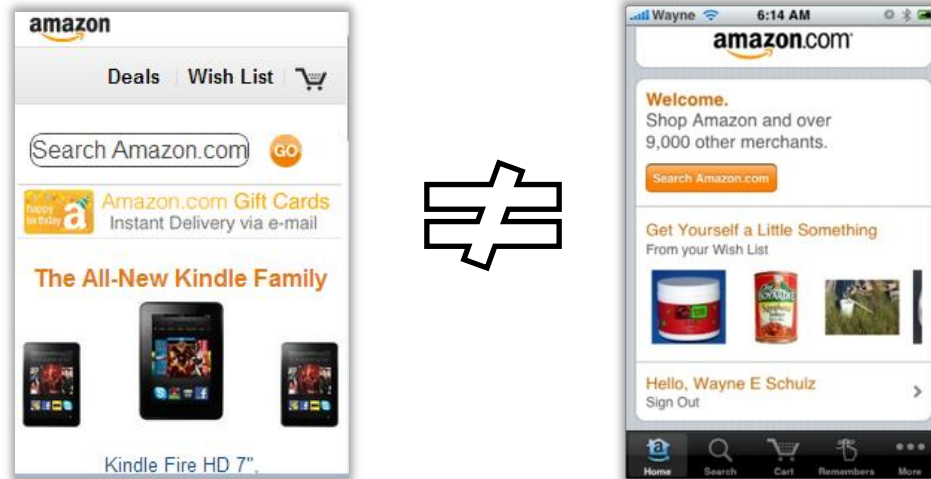 amazon
Deals Wish List
Search Amazon.com GO
happy birthday a
Amazon.com Gift Cards
Instant Delivery via e-mail
The All-New Kindle Family
Kindle Fire HD 7",
≠
Wayne 6:14 AM
amazon.com
Welcome.
Shop Amazon and over
9,000 other merchants.
Search Amazon.com
Get Yourself a Little Something
From your Wish List
Hello, Wayne E Schulz
Sign Out
Home Search Cart Remembers More